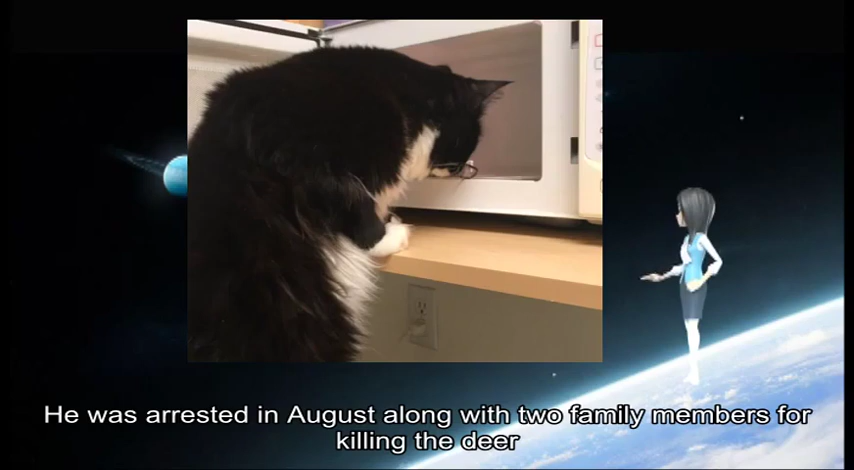 He was arrested in August along with two family members for
killing the deer